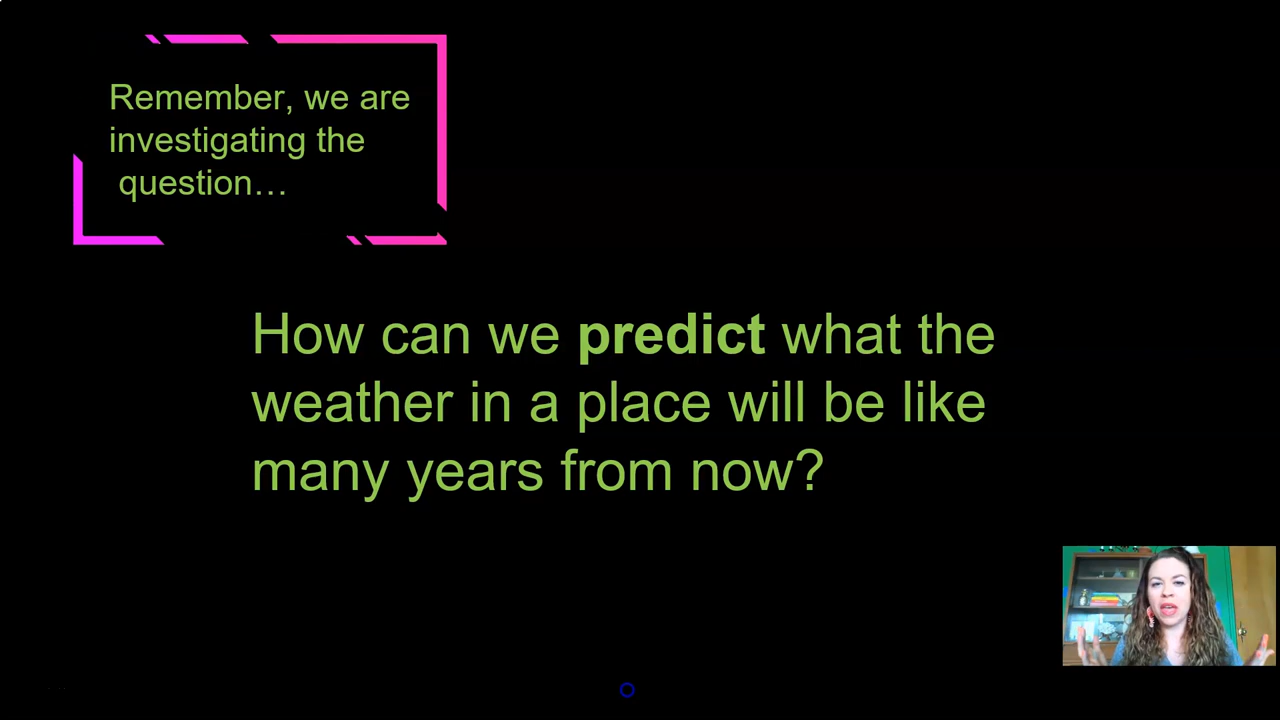 Remember, we are
investigating the
question…
How can we predict what the
weather in a place will be like
many years from now?